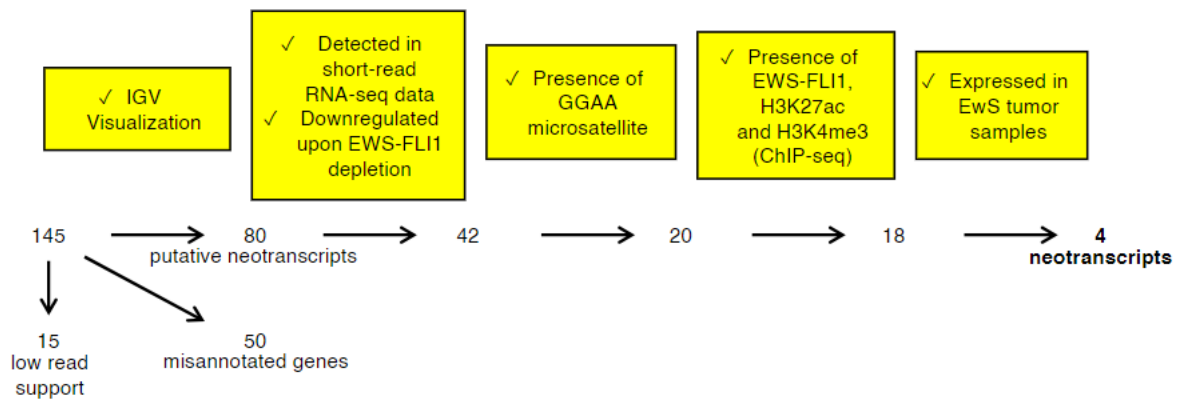 ✓ IGV
Visualization
✓ Detected in
short-read
RNA-seq data
✓ Downregulated
upon EWS-FLI1
depletion
✓ Presence of
GGAA
microsatellite
✓ Presence of
EWS-FLI1,
H3K27ac
and H3K4me3
(ChIP-seq)
✓ Expressed in
EwS tumor
samples
145
80
putative neotranscripts
42
20
18
4
neotranscripts
15
low read
support
50
misannotated genes